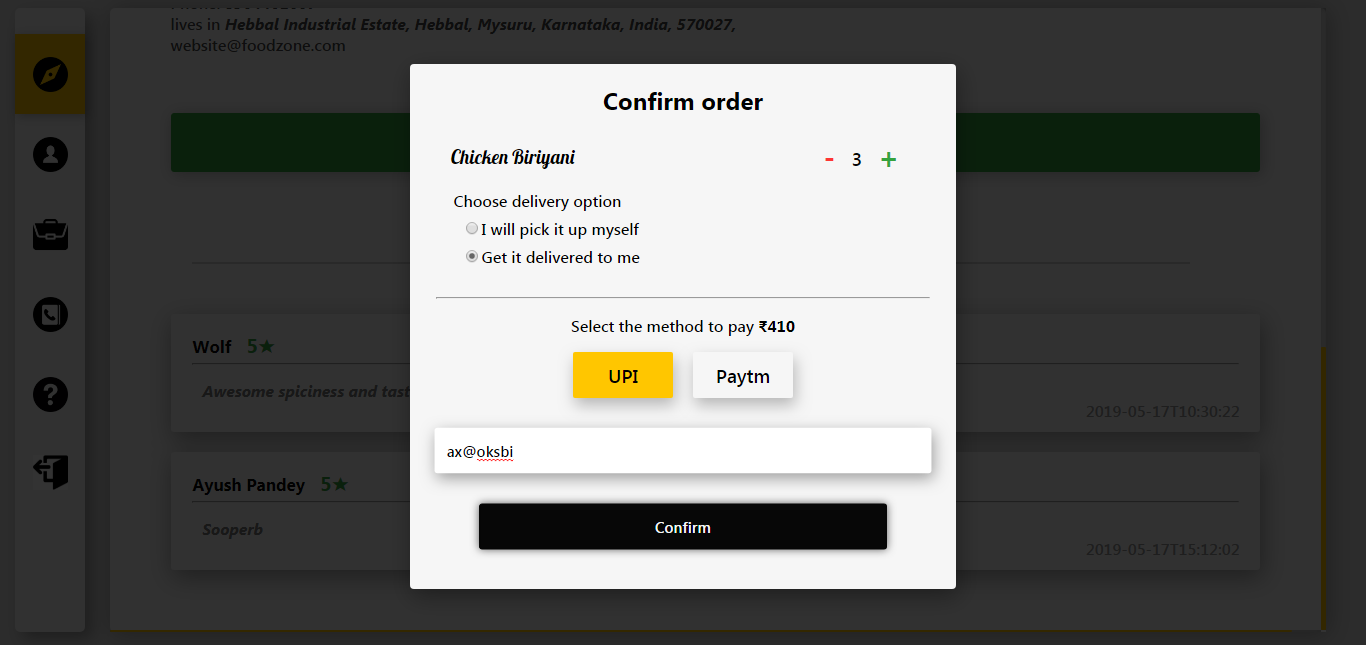 lives in Hebbal Industrial Estate, Hebbal, Mysuru, Karnataka, India, 570027,
website@foodzone.com
Confirm order
Chicken Biriyani - 3 +
Choose delivery option
I will pick it up myself
Get it delivered to me
Select the method to pay ₹410
UPI Paytm
ax@oksbi
Confirm
Wolf 5★
Awesome spiciness and
2019-05-17T10:30:22
Ayush Pandey 5★
Sooperb
2019-05-17T15:12:02